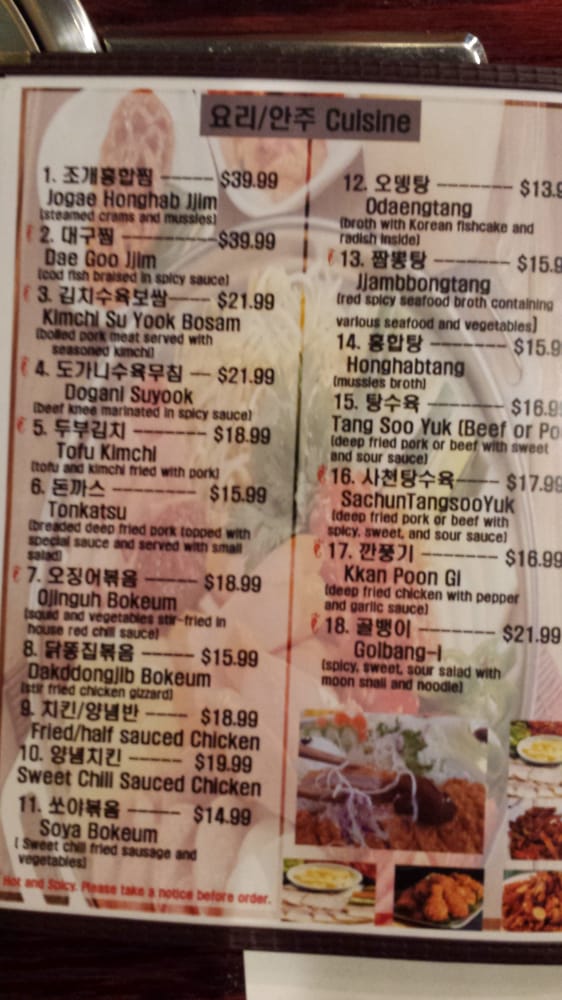 요리/안주 Cuisine
1. 조개홍합찜 ----- $39.99
Jogae Honghab Jjim
(steamed crams and mussles)
2. 대구찜 --------- $39.99
Dae Goo Jjim
(cod fish braised in spicy sauce)
3. 김치수육보쌈---- $21.99
Kimchi Su Yook Bosam
(boiled pork meat served with
seasoned kimchi)
4. 도가니수육무침 -- $21.99
Dogani Suyook
(beef knee marinated in spicy sauce)
5. 두부김치 ------- $18.99
Tofu Kimchi
(tofu and kimchi fried with pork)
6. 돈까스 -------- $15.99
Tonkatsu
(breaded deep fried pork topped with
special sauce and served with small
salad)
7. 오징어볶음 ----- $18.99
Ojinguh Bokeum
(squid and vegetables stir-fried in
house red chili sauce)
8. 닭똥집볶음 ----- $15.99
Dakddongjib Bokeum
(stir fried chicken gizzard)
9. 치킨/양념반 ---- $18.99
Fried/half sauced Chicken
10. 양념치킨 ----- $19.99
Sweet Chili Sauced Chicken
11. 쏘야볶음 ----- $14.99
Soya Bokeum
( Sweet chili fried sausage and
vegetables)
Hot and Spicy. Please take a notice before order.
12. 오뎅탕 ------- $13.9
Odaengtang
(broth with Korean fishcake and
radish inside)
13. 짬뽕탕 ------- $15.9
Jjambbongtang
(red spicy seafood broth containing
various seafood and vegetables)
14. 홍합탕 ------- $15.9
Honghabtang
(mussles broth)
15. 탕수육 ------- $16.9
Tang Soo Yuk (Beef or Po
(deep fried pork or beef with sweet
and sour sauce)
16. 사천탕수육---- $17.99
SachunTangsooYuk
(deep fried pork or beef with
spicy, sweet, and sour sauce)
17. 깐풍기 ------- $16.99
Kkan Poon Gi
(deep fried chicken with pepper
and garlic sauce)
18. 골뱅이 ------- $21.99
Golbang-i
(spicy, sweet, sour salad with
moon snail and noodle)